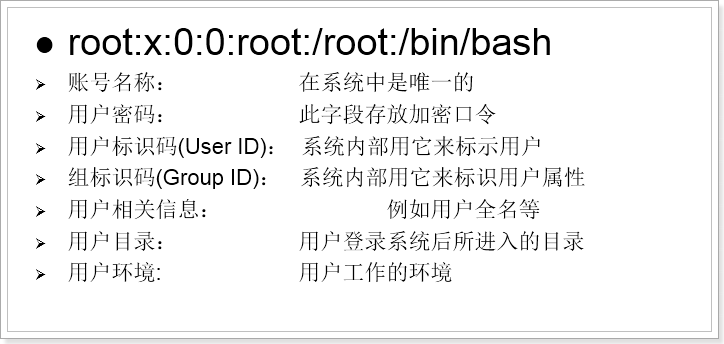 root:x:0:0:root:/root:/bin/bash
账号名称： 在系统中是唯一的
用户密码： 此字段存放加密口令
用户标识码(User ID)： 系统内部用它来标示用户
组标识码(Group ID)： 系统内部用它来标识用户属性
用户相关信息： 例如用户全名等
用户目录： 用户登录系统后所进入的目录
用户环境: 用户工作的环境